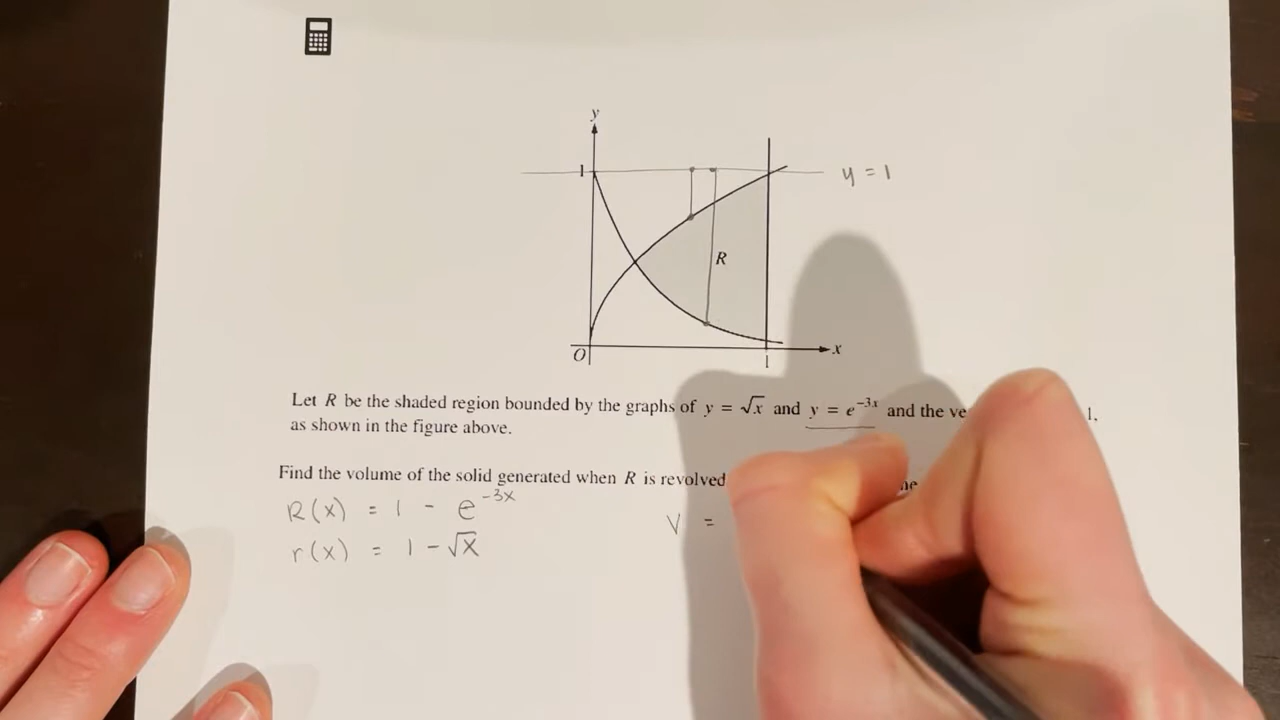 y
1
y = 1
R
O
1
x
Let R be the shaded region bounded by the graphs of y = √x and y = e^{-3x} and the 1.
as shown in the figure above.
Find the volume of the solid generated when R is revolved
R(x) = 1 - e^{-3x}
V =
r(x) = 1 - √x